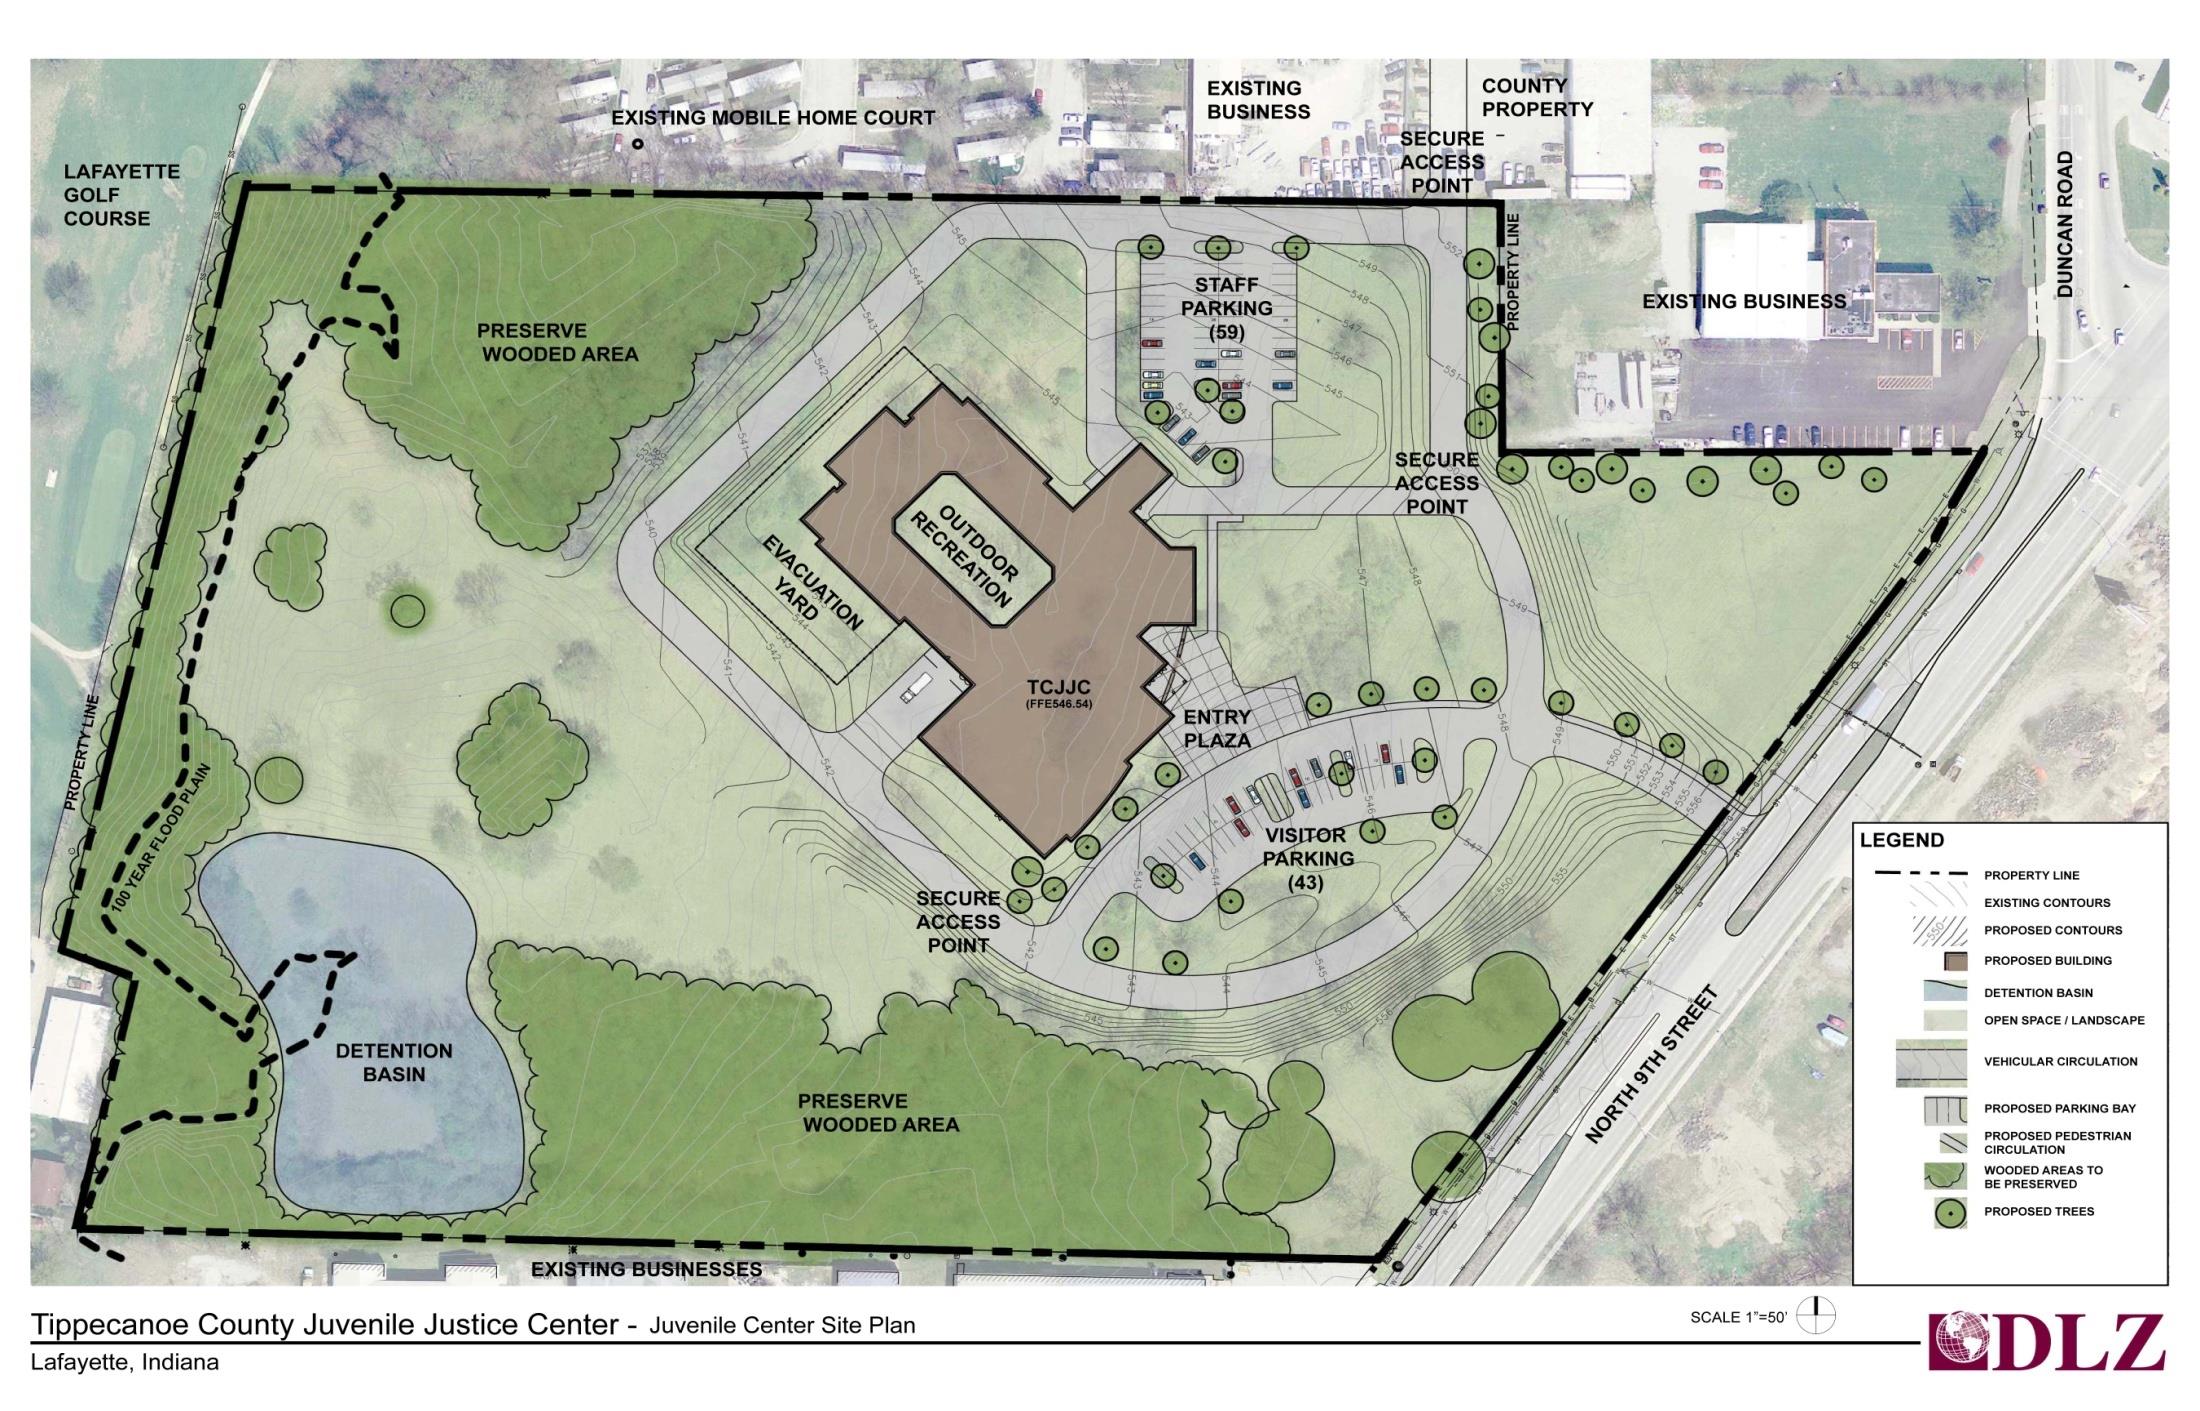 EXISTING MOBILE HOME COURT
EXISTING
BUSINESS
COUNTY
PROPERTY
SECURE
ACCESS
POINT
LAFAYETTE
GOLF
COURSE
DUNCAN ROAD
PROPERTY LINE
STAFF
PARKING
(59)
EXISTING BUSINESS
PRESERVE
WOODED AREA
SECURE
ACCESS
POINT
OUTDOOR
RECREATION
EVACUATION
YARD
TCJJC
(FFE546.54)
ENTRY
PLAZA
PROPERTY LINE
100 YEAR FLOOD PLAIN
VISITOR
PARKING
(43)
SECURE
ACCESS
POINT
DETENTION
BASIN
PRESERVE
WOODED AREA
NORTH 9TH STREET
EXISTING BUSINESSES
545
544
543
542
541
540
541
542
542
543
544
545
546
547
548
549
550
551
552
553
554
555
556
LEGEND
PROPERTY LINE
EXISTING CONTOURS
550
PROPOSED CONTOURS
PROPOSED BUILDING
DETENTION BASIN
OPEN SPACE / LANDSCAPE
VEHICULAR CIRCULATION
PROPOSED PARKING BAY
PROPOSED PEDESTRIAN
CIRCULATION
WOODED AREAS TO
BE PRESERVED
PROPOSED TREES
Tippecanoe County Juvenile Justice Center - Juvenile Center Site Plan
SCALE 1"=50'
Lafayette, Indiana
DLZ